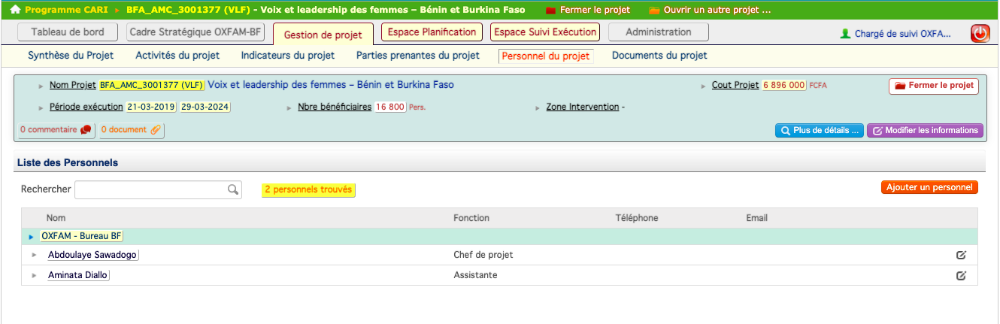 Programme CARI BFA_AMC_3001377 (VLF) - Voix et leadership des femmes – Bénin et Burkina Faso Fermer le projet Ouvrir un autre projet ...
Tableau de bord Cadre Stratégique OXFAM-BF Gestion de projet Espace Planification Espace Suivi Exécution Administration Chargé de suivi OXFA...
Synthèse du Projet Activités du projet Indicateurs du projet Parties prenantes du projet Personnel du projet Documents du projet
Nom Projet BFA_AMC_3001377 (VLF) Voix et leadership des femmes – Bénin et Burkina Faso Cout Projet 6 896 000 FCFA Fermer le projet
Période exécution 21-03-2019 29-03-2024 Nbre bénéficiaires 16 800 Pers. Zone Intervention -
0 commentaire 0 document Plus de détails ... Modifier les informations
Liste des Personnels
Rechercher 2 personnels trouvés Ajouter un personnel
Nom Fonction Téléphone Email
OXFAM - Bureau BF
Abdoulaye Sawadogo Chef de projet
Aminata Diallo Assistante